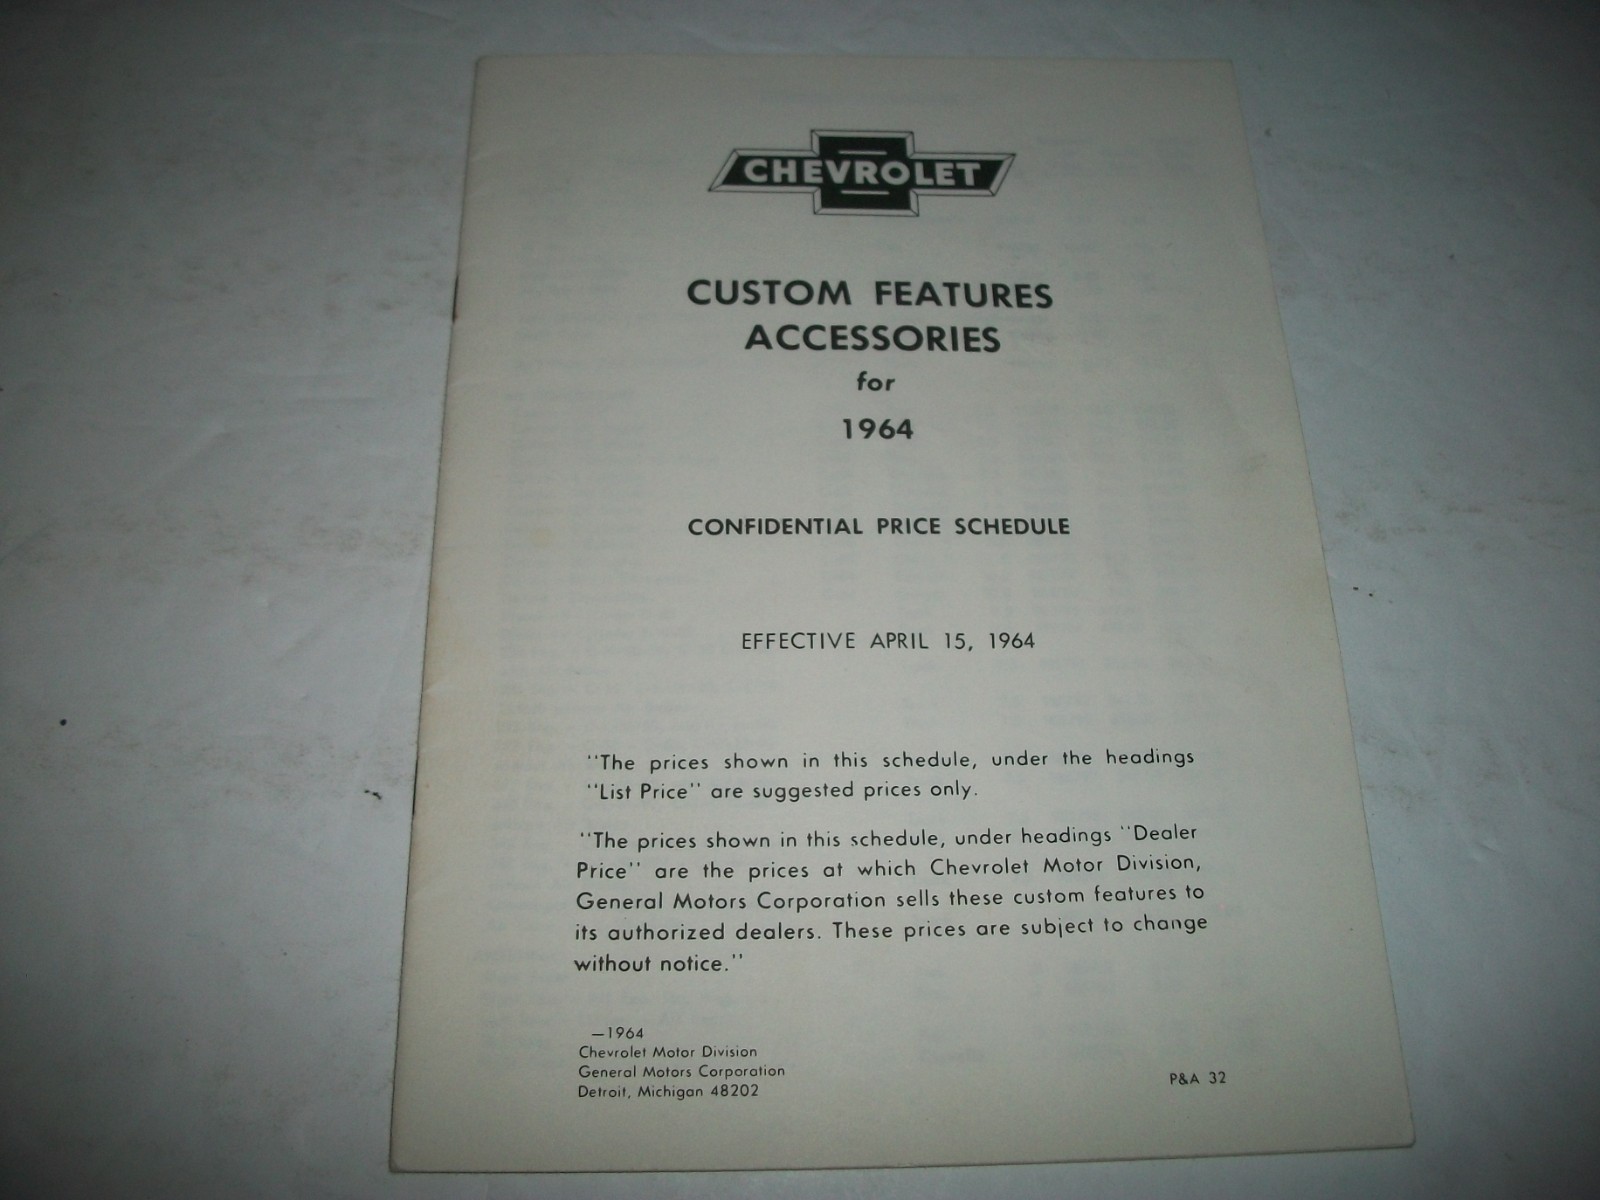 CHEVROLET
CUSTOM FEATURES
ACCESSORIES
for
1964
CONFIDENTIAL PRICE SCHEDULE
EFFECTIVE APRIL 15, 1964
"The prices shown in this schedule, under the headings
"List Price" are suggested prices only.
"The prices shown in this schedule, under headings "Dealer
Price" are the prices at which Chevrolet Motor Division,
General Motors Corporation sells these custom features to
its authorized dealers. These prices are subject to change
without notice."
—1964
Chevrolet Motor Division
General Motors Corporation
Detroit, Michigan 48202
P&A 32